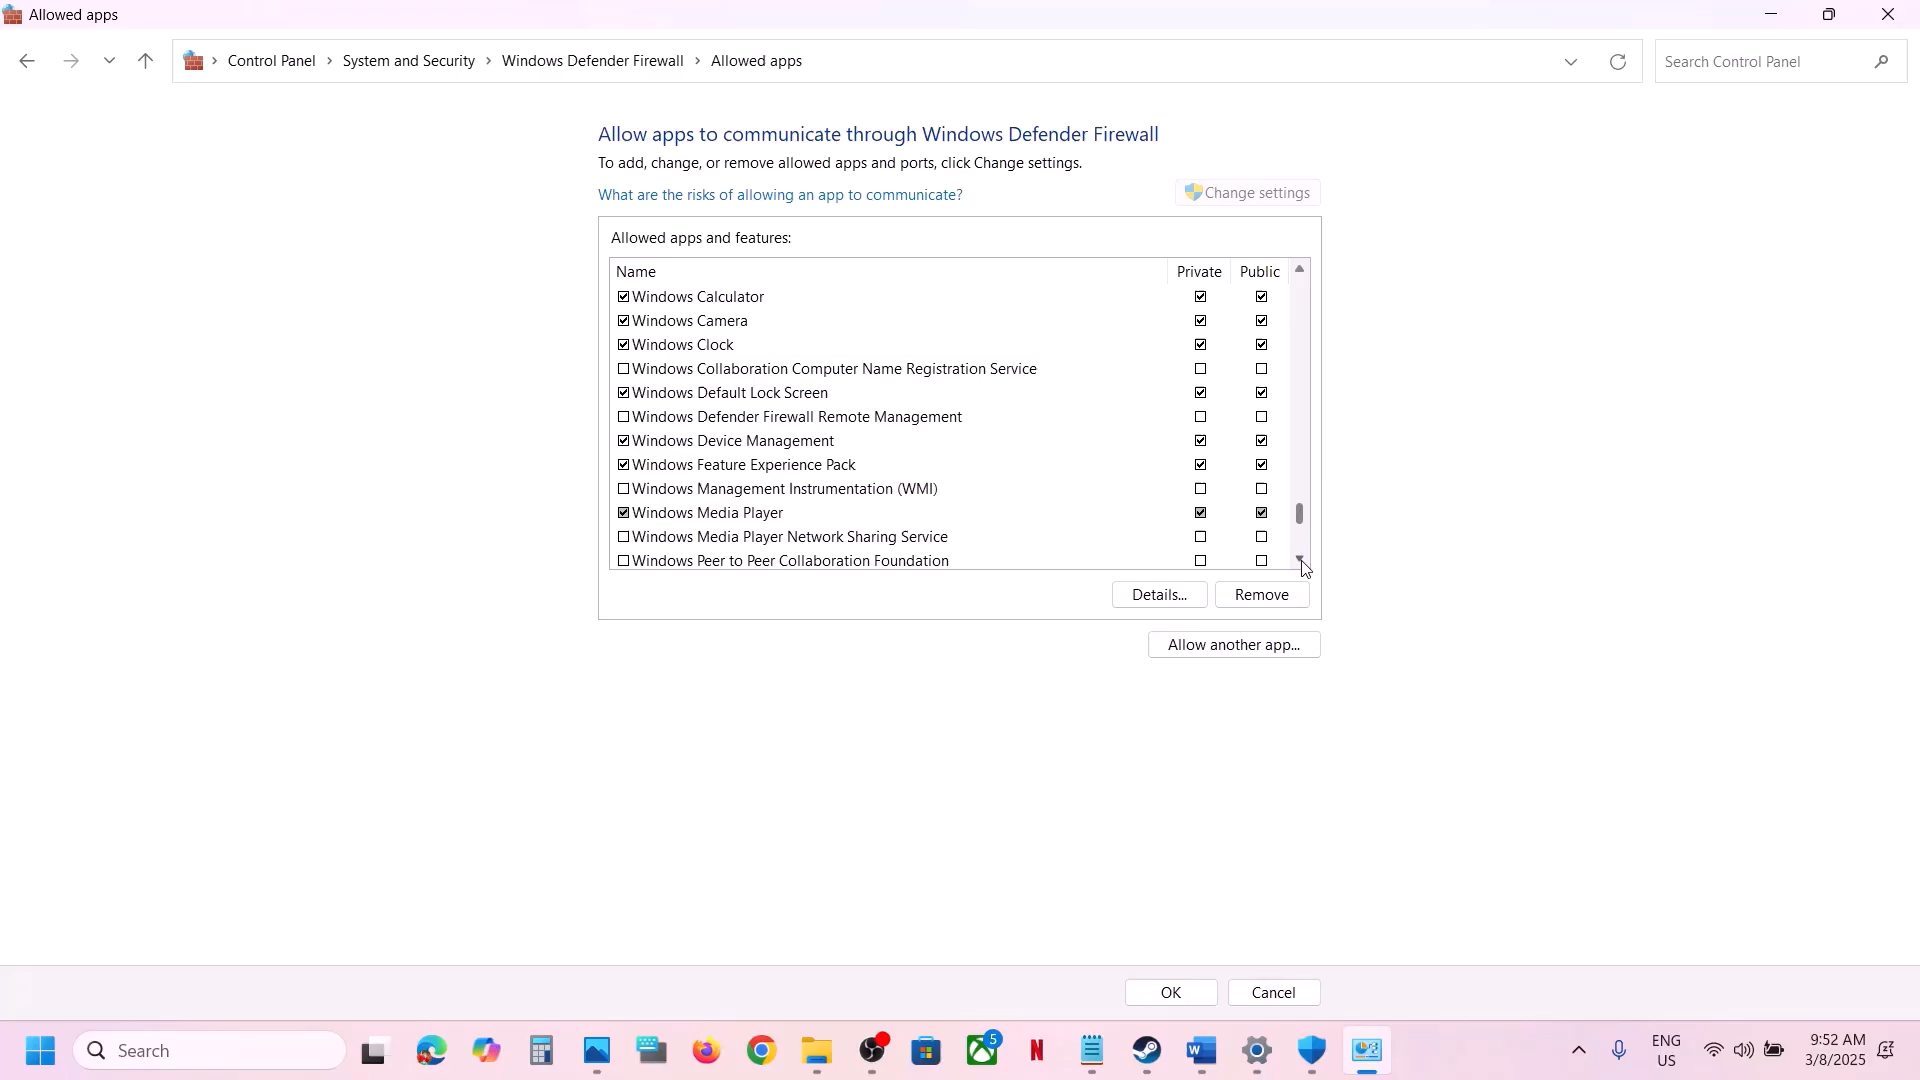 Allowed apps
Control Panel > System and Security > Windows Defender Firewall > Allowed apps
Search Control Panel
Allow apps to communicate through Windows Defender Firewall
To add, change, or remove allowed apps and ports, click Change settings.
What are the risks of allowing an app to communicate?
Change settings
Allowed apps and features:
Name Private Public
Windows Calculator
Windows Camera
Windows Clock
Windows Collaboration Computer Name Registration Service
Windows Default Lock Screen
Windows Defender Firewall Remote Management
Windows Device Management
Windows Feature Experience Pack
Windows Management Instrumentation (WMI)
Windows Media Player
Windows Media Player Network Sharing Service
Windows Peer to Peer Collaboration Foundation
Details... Remove
Allow another app...
OK Cancel
Search
5
N
W
ENG
US
9:52 AM
3/8/2025